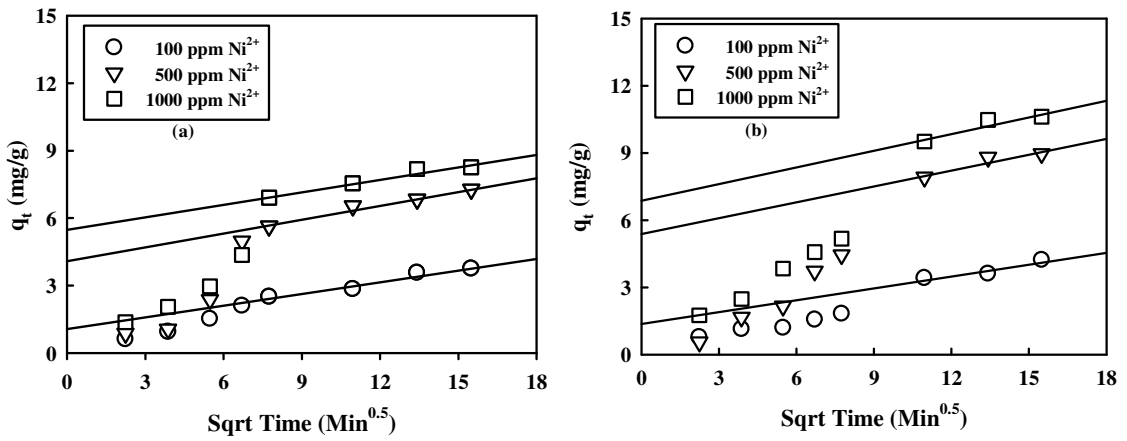 15
12
9
6
3
0
q_t (mg/g)
100 ppm Ni²⁺
500 ppm Ni²⁺
1000 ppm Ni²⁺
(a)
0 3 6 9 12 15 18
Sqrt Time (Min^0.5)
15
12
9
6
3
0
q_t (mg/g)
100 ppm Ni²⁺
500 ppm Ni²⁺
1000 ppm Ni²⁺
(b)
0 3 6 9 12 15 18
Sqrt Time (Min^0.5)